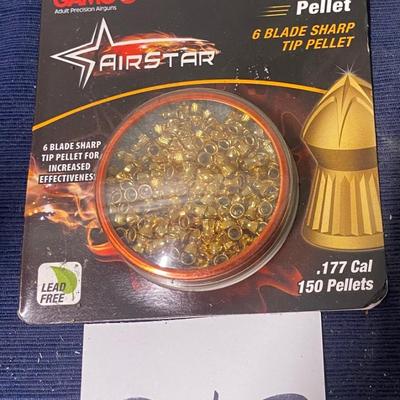 GAMO
Adult Precision Airguns
Pellet
6 BLADE SHARP
TIP PELLET
AIRSTAR
6 BLADE SHARP
TIP PELLET FOR
INCREASED
EFFECTIVENESS!
LEAD
FREE
.177 Cal
150 Pellets